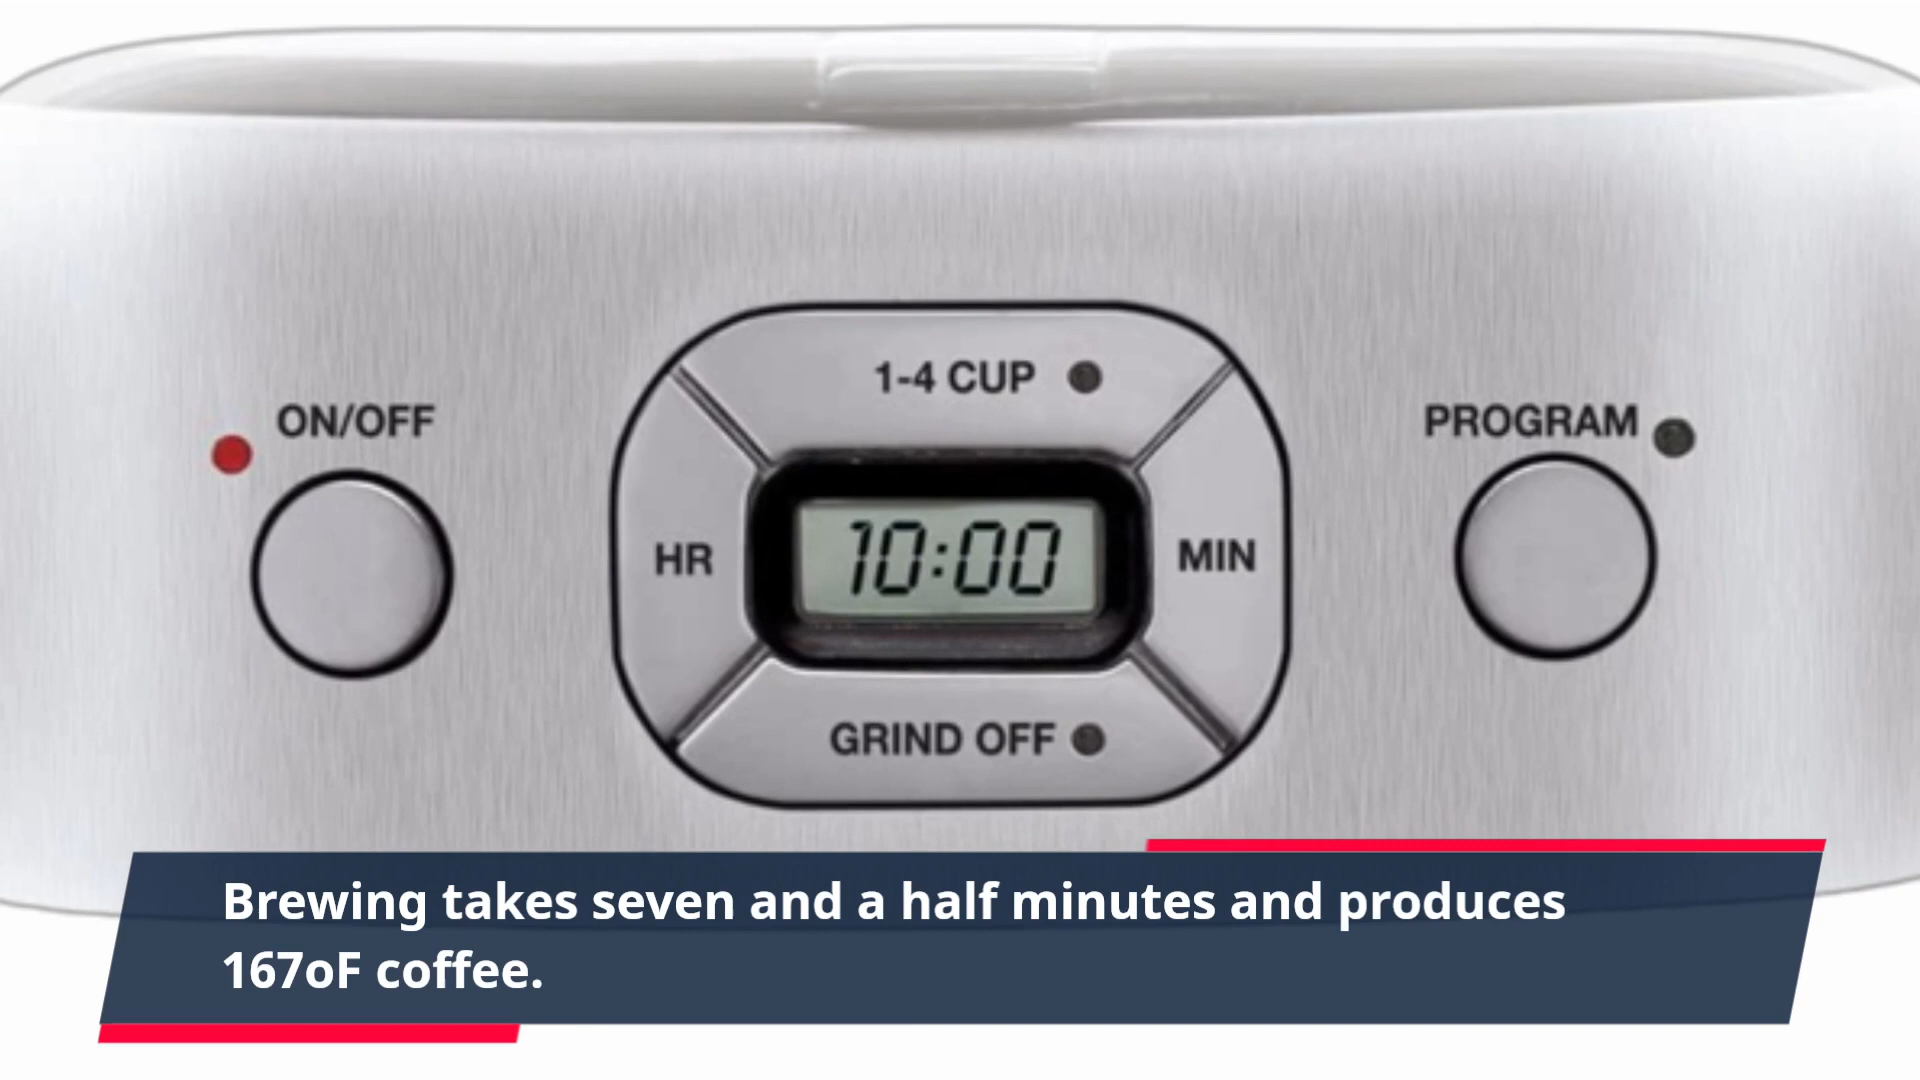 1-4 CUP
ON/OFF
PROGRAM
HR
10:00
MIN
GRIND OFF
Brewing takes seven and a half minutes and produces
167oF coffee.